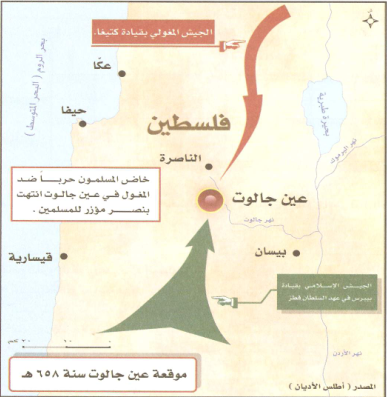 الجيش المغولي بقيادة كتبغا.
عكّا
بحر الروم ( البحر المتوسط )
حيفا
بحيرة طبرية
فلسطين
نهر اليرموك
الناصرة
خاض المسلمون حرباً ضد
المغول في عين جالوت انتهت
بنصر مؤزر للمسلمين .
عين جالوت
نهر جالوت
بيسان
قيسارية
الجيش الإسلامي بقيادة
بيبرس في عهد السلطان قطز
نهر الأردن
موقعة عين جالوت سنة ٦٥٨ هـ
المصدر ( أطلس الأديان )